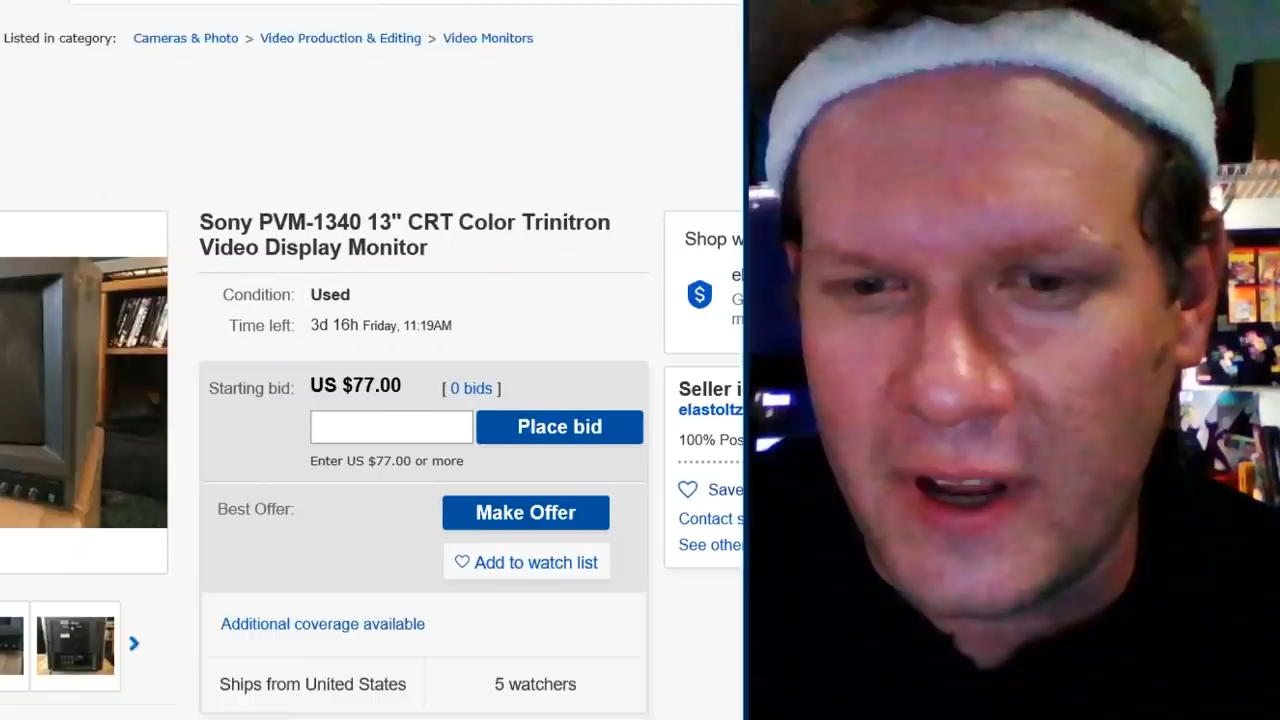 Listed in category: Cameras & Photo > Video Production & Editing > Video Monitors
Sony PVM-1340 13" CRT Color Trinitron
Video Display Monitor
Condition: Used
Time left: 3d 16h Friday, 11:19AM
Starting bid: US $77.00 [ 0 bids ]
Place bid
Enter US $77.00 or more
Best Offer: Make Offer
Add to watch list
Additional coverage available
Ships from United States 5 watchers
Shop w
el
G
m
Seller i
elastoltz
100% Pos
Save
Contact s
See other